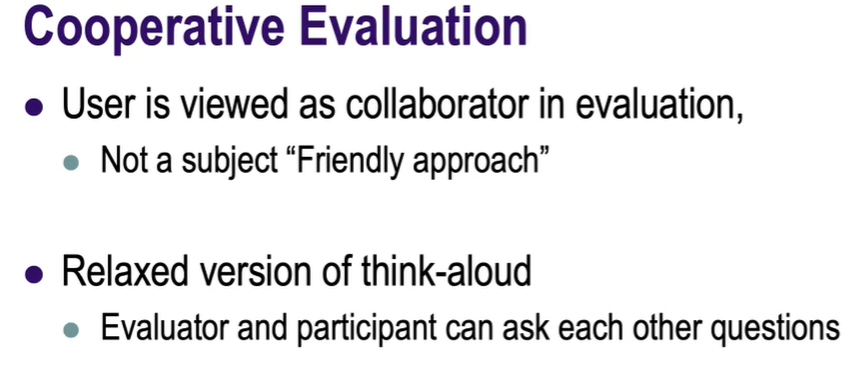 Cooperative Evaluation
● User is viewed as collaborator in evaluation,
● Not a subject “Friendly approach”
● Relaxed version of think-aloud
● Evaluator and participant can ask each other questions